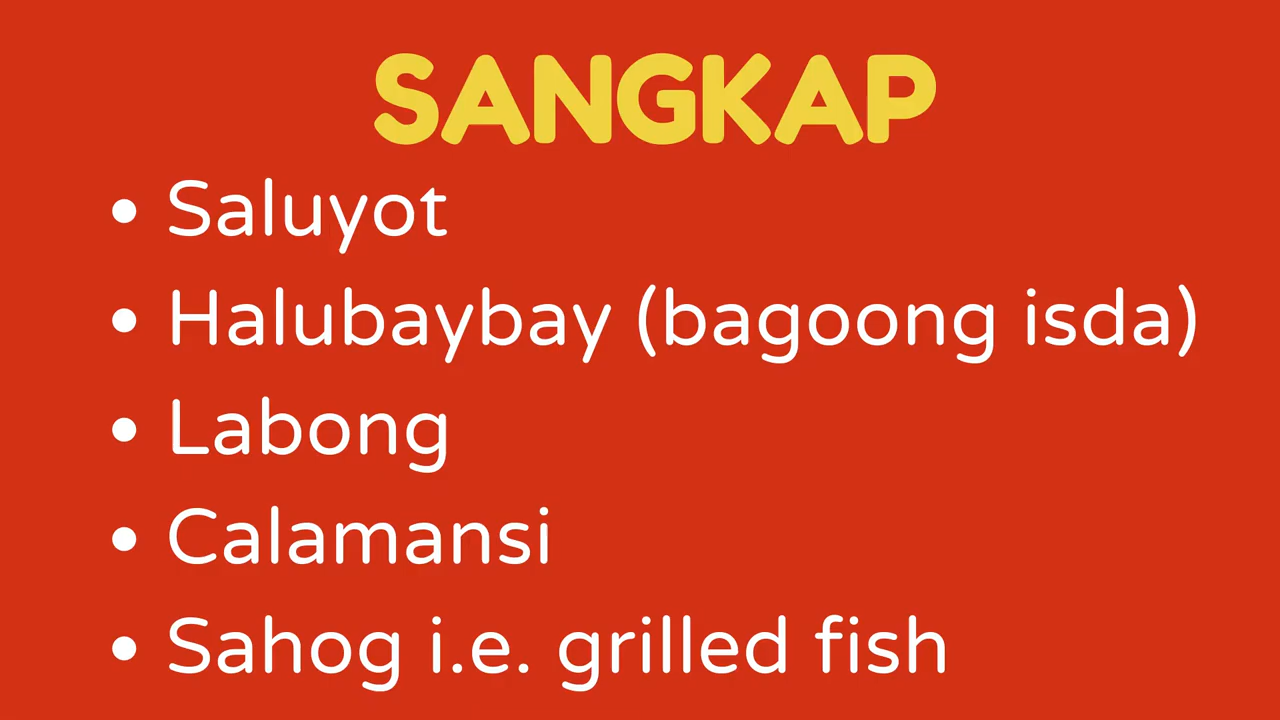 SANGKAP
• Saluyot
• Halubaybay (bagoong isda)
• Labong
• Calamansi
• Sahog i.e. grilled fish